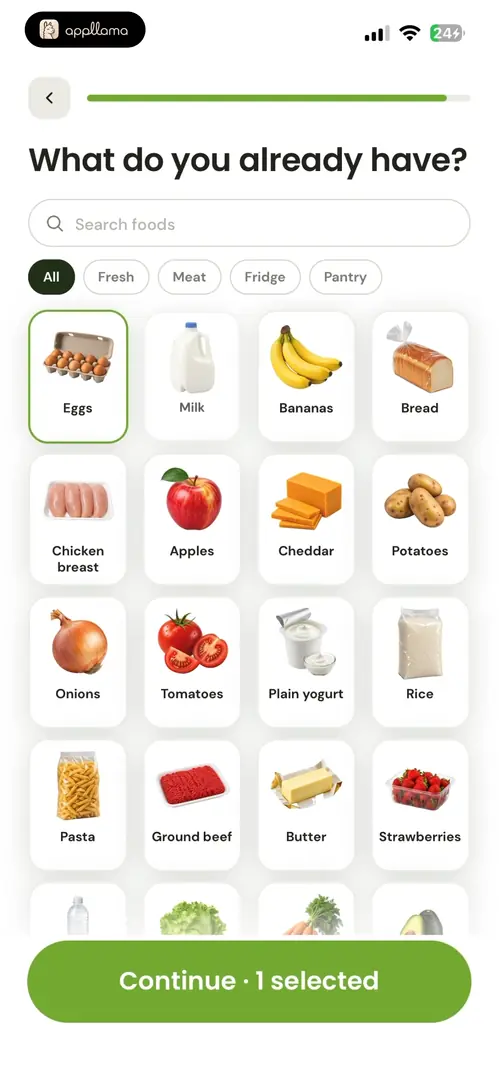 appllama
24
What do you already have?
Search foods
All Fresh Meat Fridge Pantry
Eggs Milk Bananas Bread
Chicken breast Apples Cheddar Potatoes
Onions Tomatoes Plain yogurt Rice
Pasta Ground beef Butter Strawberries
Continue · 1 selected